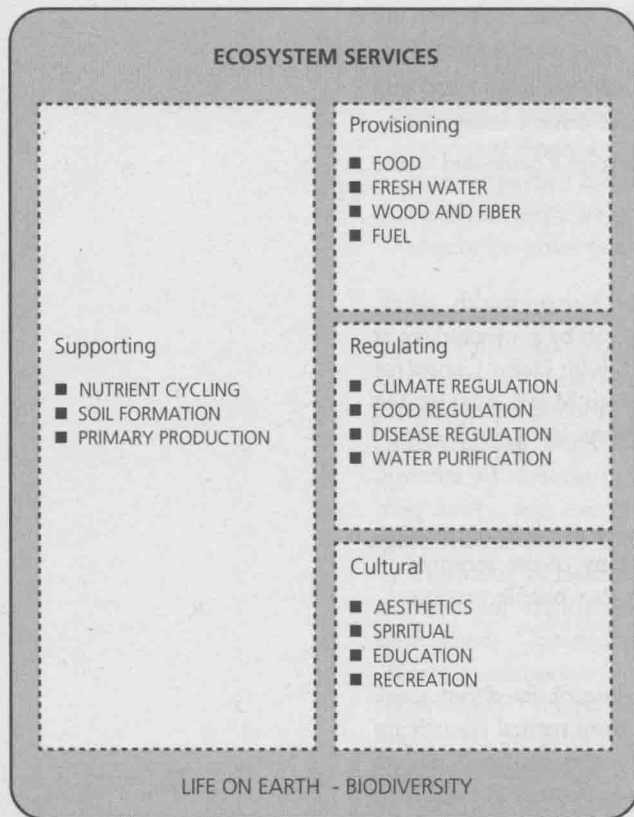 ECOSYSTEM SERVICES
Supporting
■ NUTRIENT CYCLING
■ SOIL FORMATION
■ PRIMARY PRODUCTION
Provisioning
■ FOOD
■ FRESH WATER
■ WOOD AND FIBER
■ FUEL
Regulating
■ CLIMATE REGULATION
■ FOOD REGULATION
■ DISEASE REGULATION
■ WATER PURIFICATION
Cultural
■ AESTHETICS
■ SPIRITUAL
■ EDUCATION
■ RECREATION
LIFE ON EARTH - BIODIVERSITY